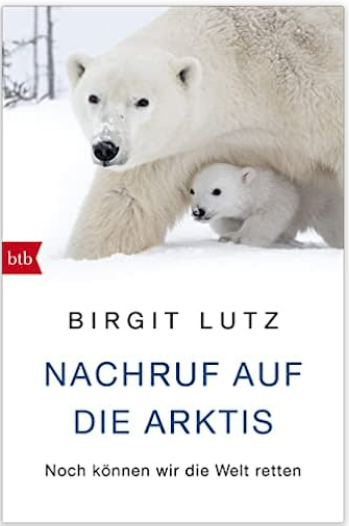 btb
BIRGIT LUTZ
NACHRUF AUF
DIE ARKTIS
Noch können wir die Welt retten